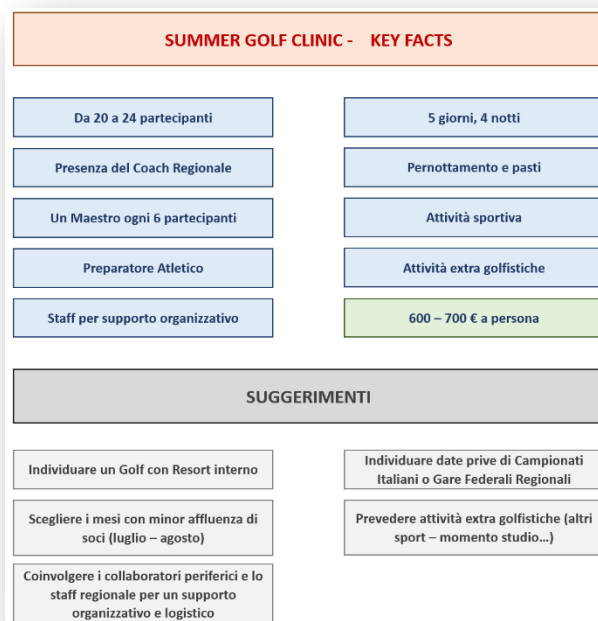 SUMMER GOLF CLINIC - KEY FACTS
Da 20 a 24 partecipanti
5 giorni, 4 notti
Presenza del Coach Regionale
Pernottamento e pasti
Un Maestro ogni 6 partecipanti
Attività sportiva
Preparatore Atletico
Attività extra golfistiche
Staff per supporto organizzativo
600 – 700 € a persona
SUGGERIMENTI
Individuare un Golf con Resort interno
Individuare date prive di Campionati
Italiani o Gare Federali Regionali
Scegliere i mesi con minor affluenza di
soci (luglio – agosto)
Prevedere attività extra golfistiche (altri
sport – momento studio...)
Coinvolgere i collaboratori periferici e lo
staff regionale per un supporto
organizzativo e logistico